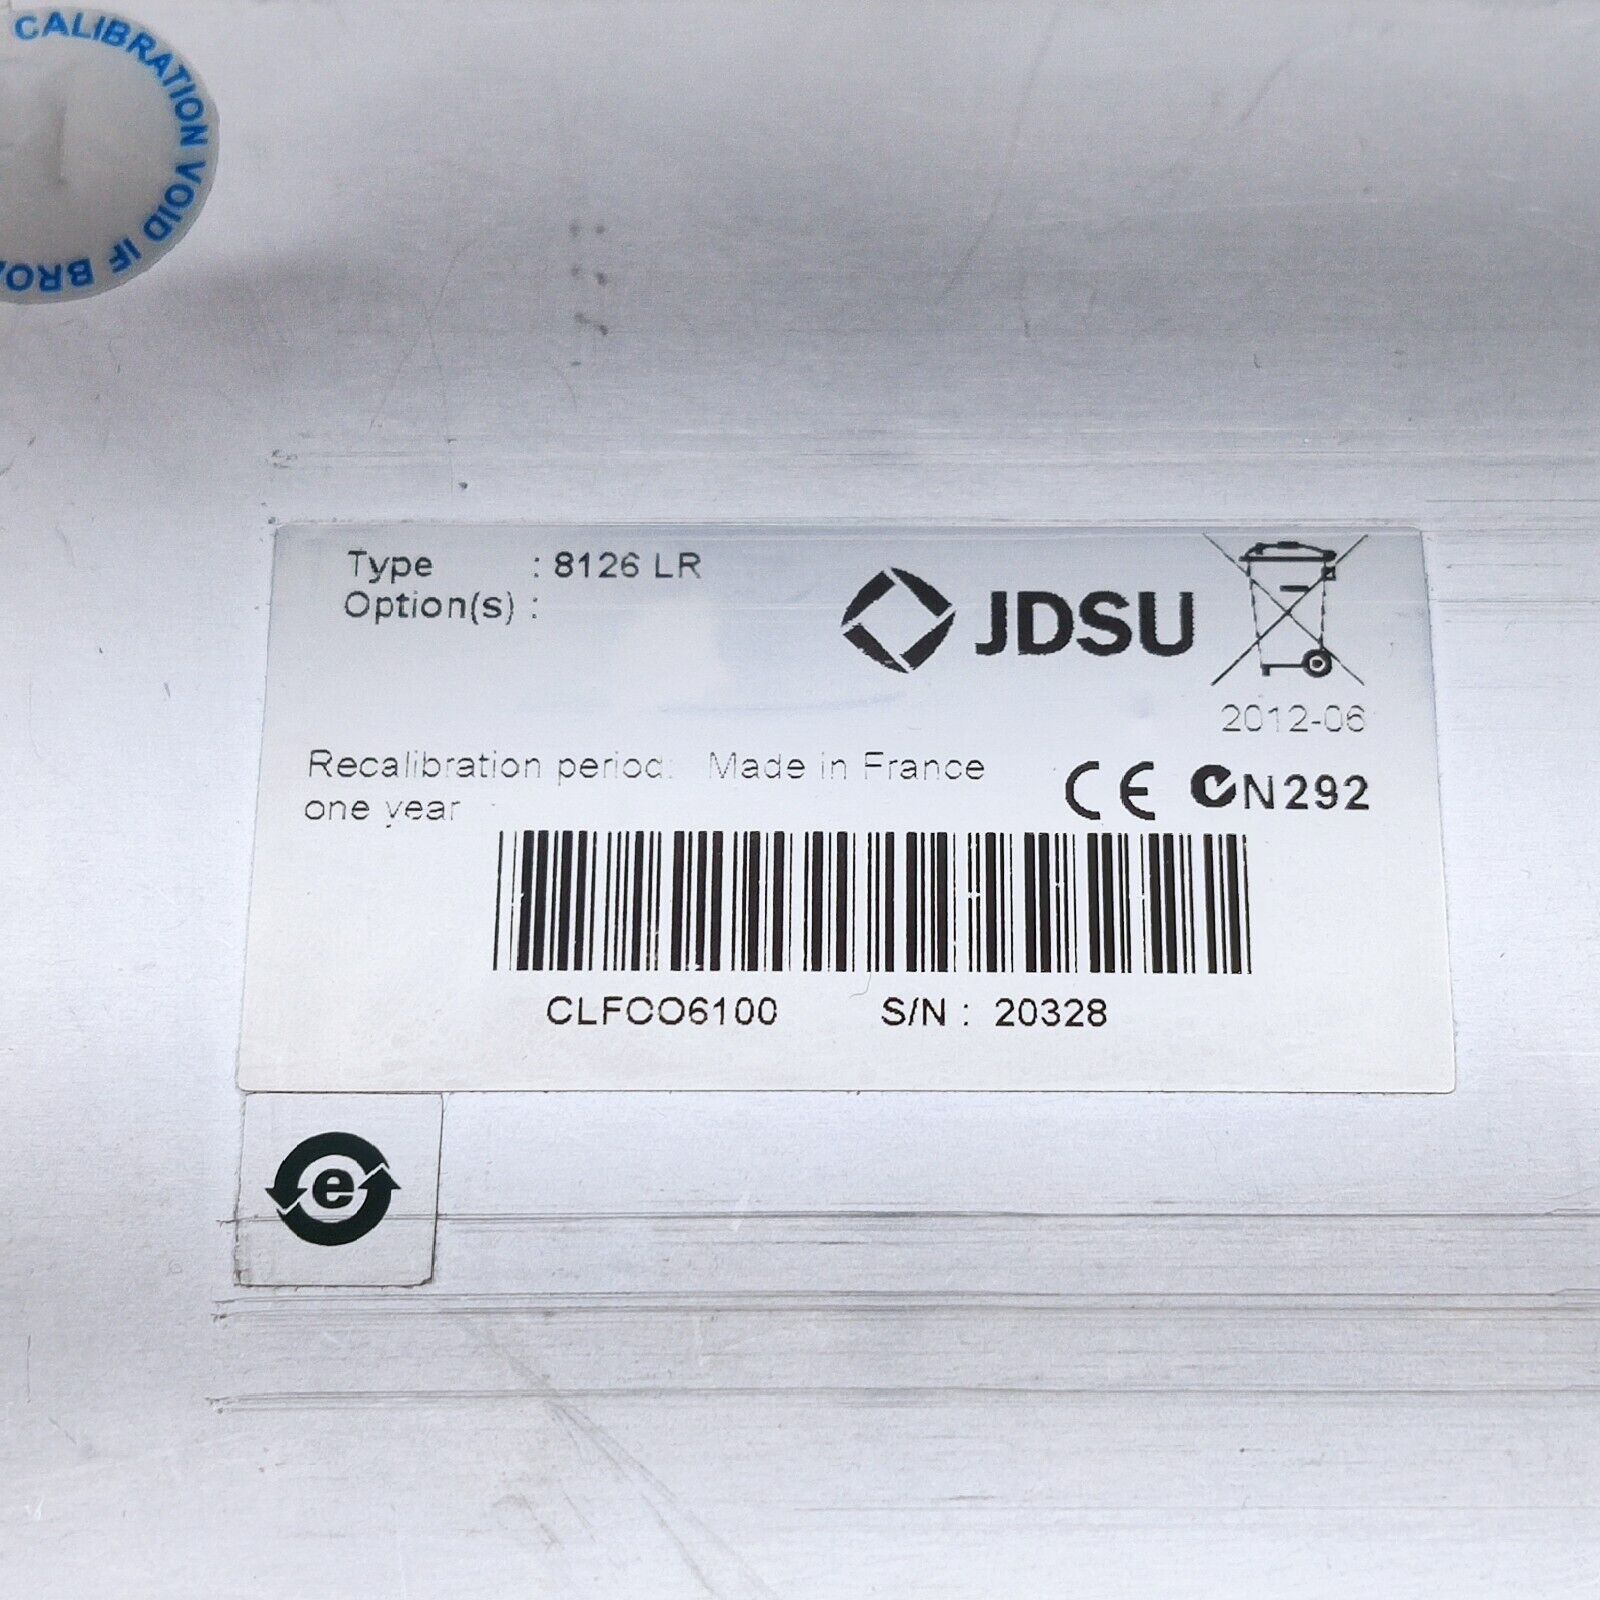 CALIBRATION VOID IF
Type : 8126 LR
Option(s) :
JDSU
2012-06
Recalibration period: Made in France
one year
CE N292
CLFCO6100 S/N : 20328
e